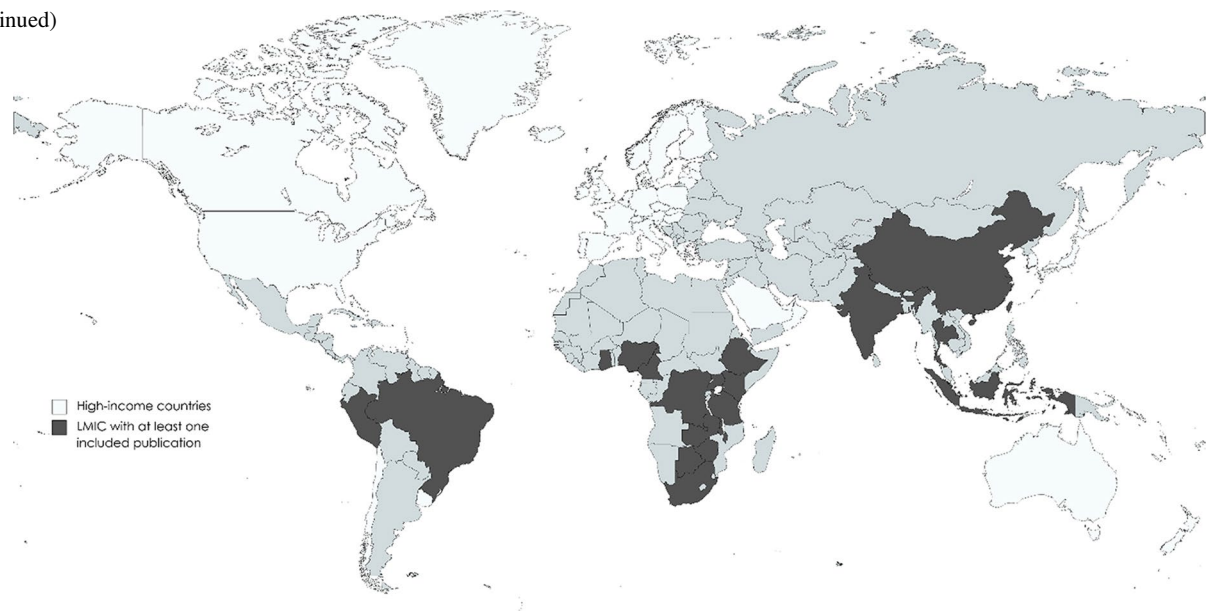 inued)
High-income countries
LMIC with at least one
included publication